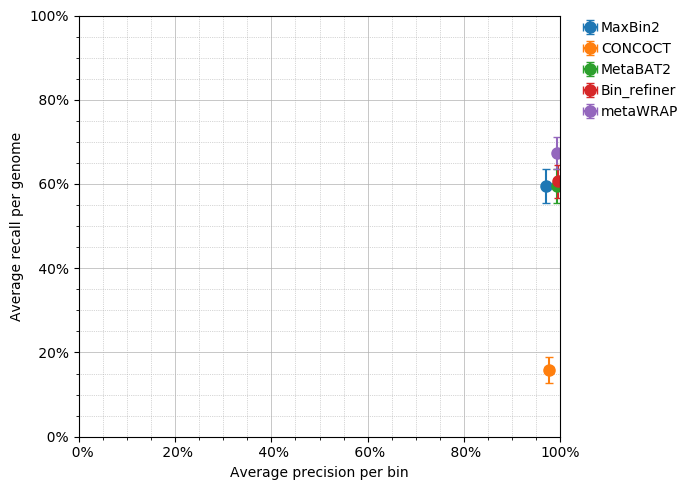 100%
80%
60%
40%
20%
0%
0%
20%
40%
60%
80%
100%
Average recall per genome
Average precision per bin
MaxBin2
CONCOCT
MetaBAT2
Bin_refiner
metaWRAP